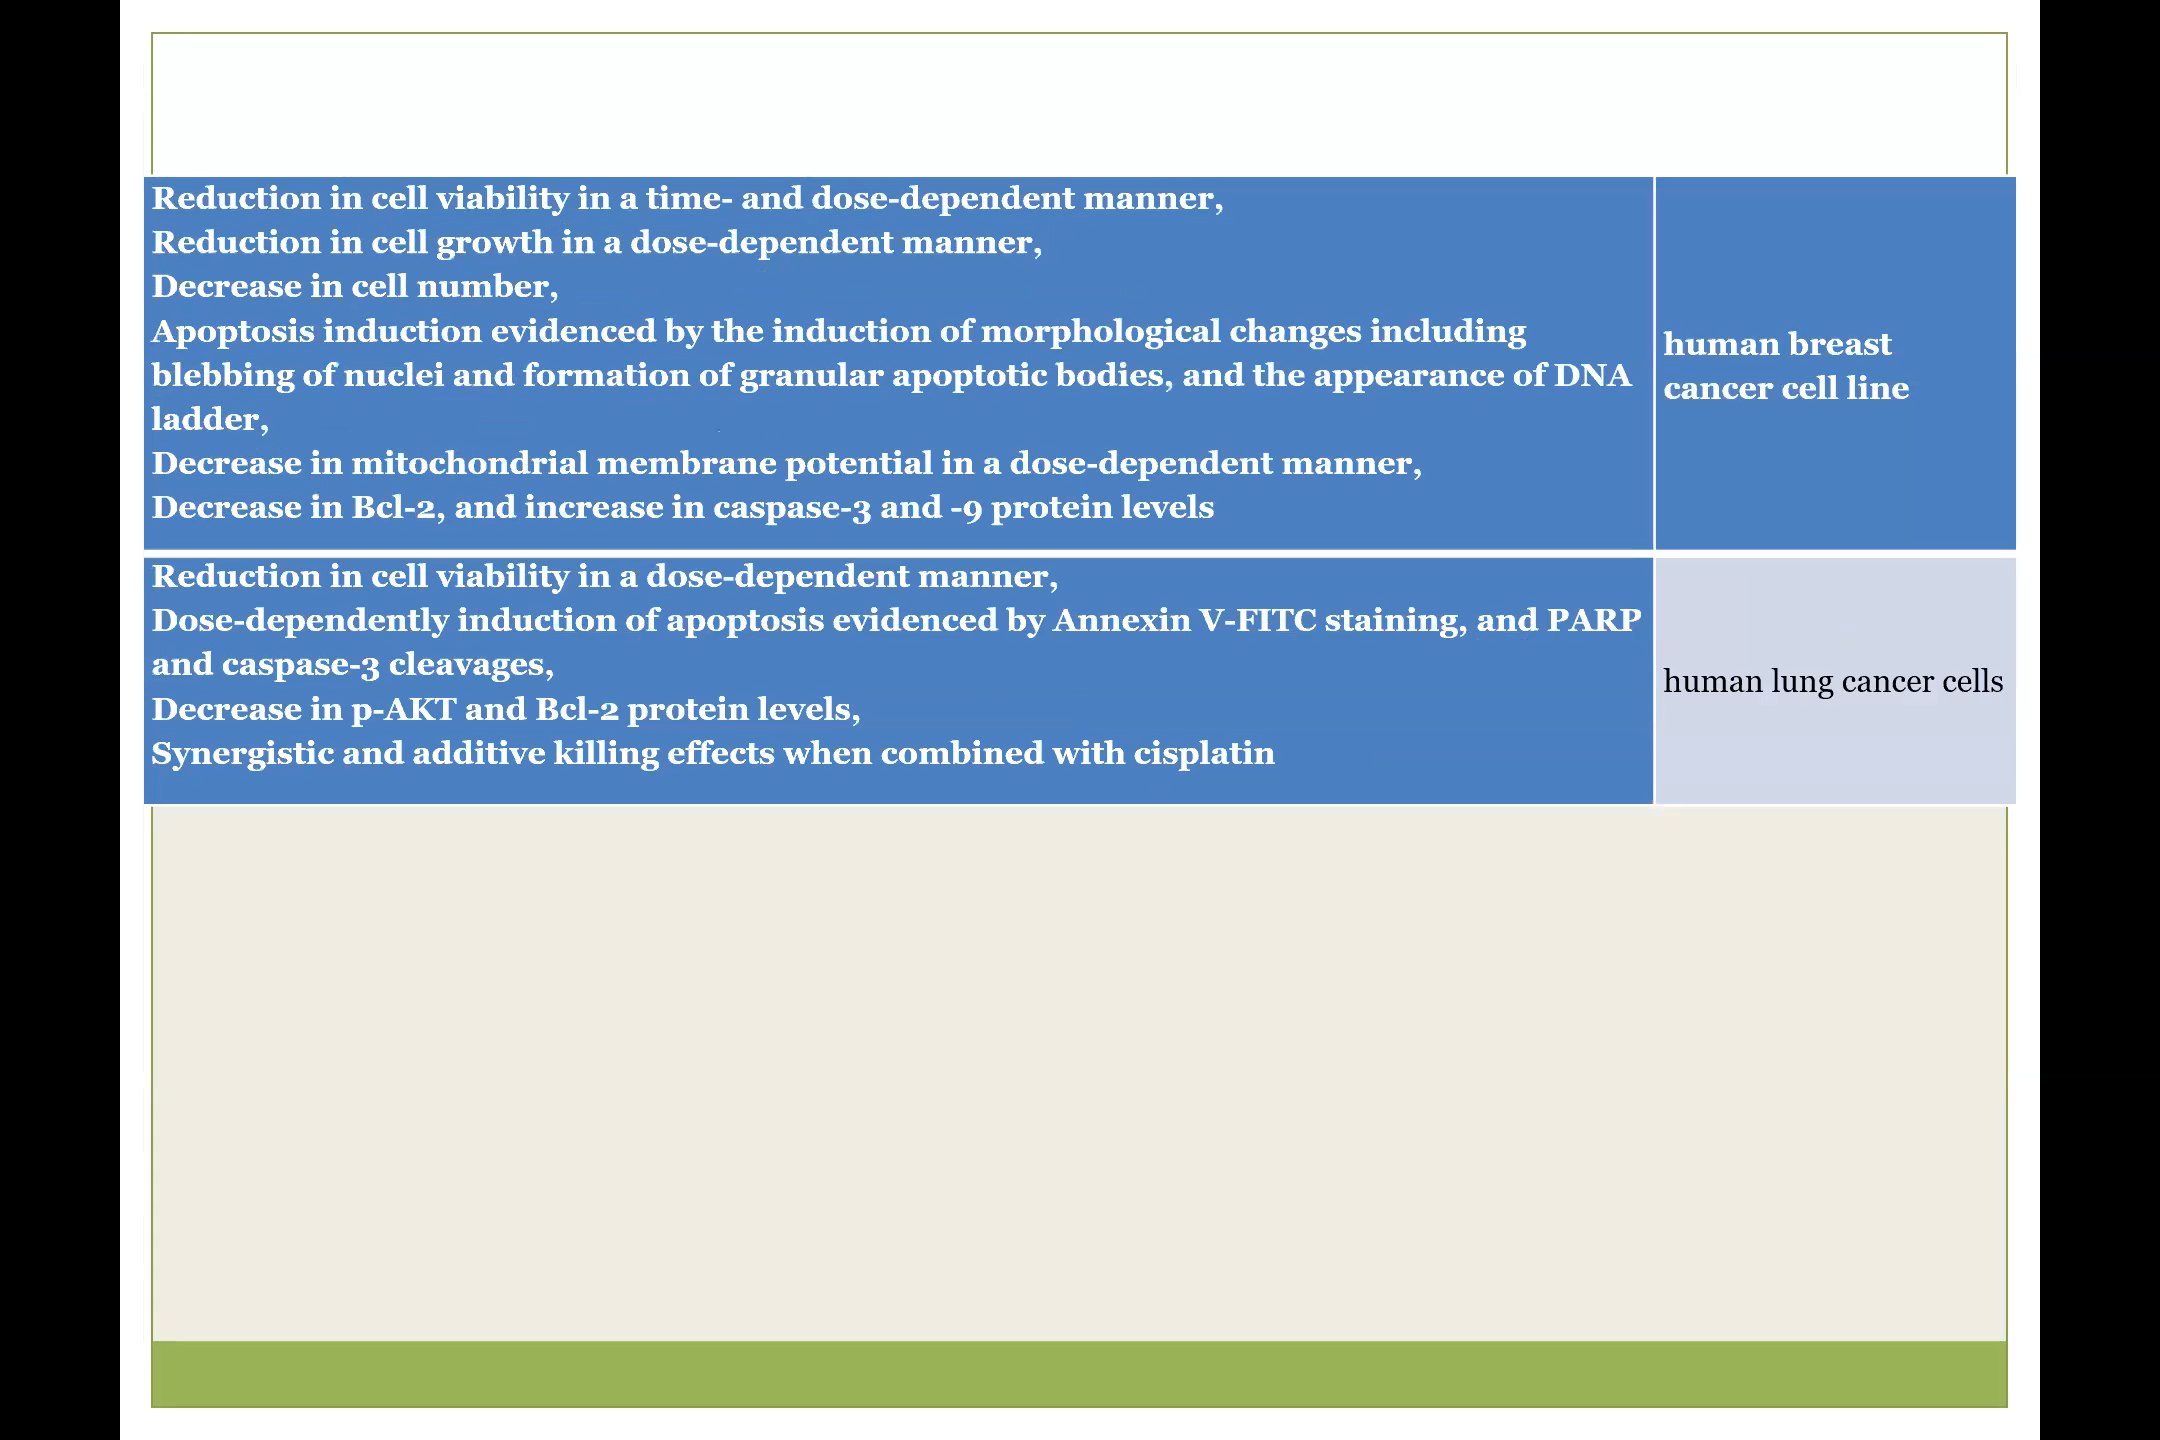 Reduction in cell viability in a time- and dose-dependent manner,
Reduction in cell growth in a dose-dependent manner,
Decrease in cell number,
Apoptosis induction evidenced by the induction of morphological changes including
blebbing of nuclei and formation of granular apoptotic bodies, and the appearance of DNA
ladder,
Decrease in mitochondrial membrane potential in a dose-dependent manner,
Decrease in Bcl-2, and increase in caspase-3 and -9 protein levels
human breast
cancer cell line
Reduction in cell viability in a dose-dependent manner,
Dose-dependently induction of apoptosis evidenced by Annexin V-FITC staining, and PARP
and caspase-3 cleavages,
Decrease in p-AKT and Bcl-2 protein levels,
Synergistic and additive killing effects when combined with cisplatin
human lung cancer cells